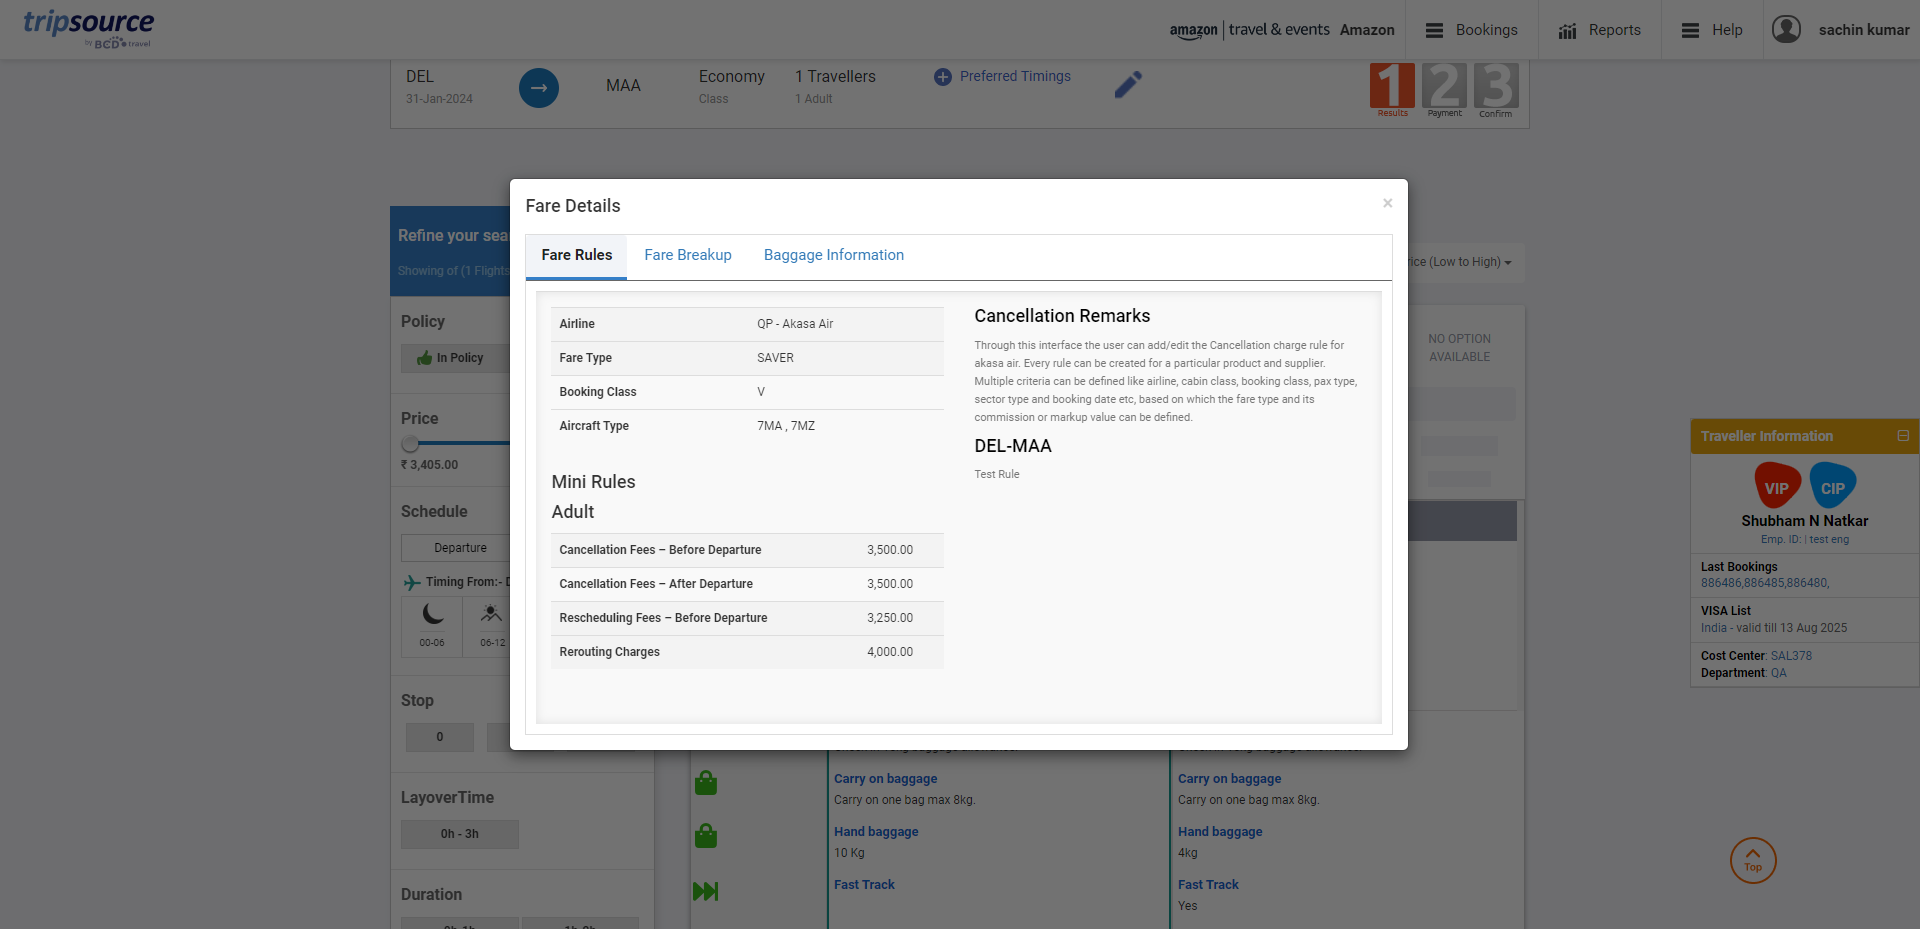 tripsource
by BCD travel
amazon | travel & events Amazon
Bookings
Reports
Help
sachin kumar
DEL
31-Jan-2024
MAA
Economy
Class
1 Travellers
1 Adult
Preferred Timings
1 2 3
Results Payment Confirm
Fare Details
×
Fare Rules
Fare Breakup
Baggage Information
Airline QP - Akasa Air
Fare Type SAVER
Booking Class V
Aircraft Type 7MA , 7MZ
Mini Rules
Adult
Cancellation Fees – Before Departure 3,500.00
Cancellation Fees – After Departure 3,500.00
Rescheduling Fees – Before Departure 3,250.00
Rerouting Charges 4,000.00
Cancellation Remarks
Through this interface the user can add/edit the Cancellation charge rule for
akasa air. Every rule can be created for a particular product and supplier.
Multiple criteria can be defined like airline, cabin class, booking class, pax type,
sector type and booking date etc, based on which the fare type and its
commission or markup value can be defined.
DEL-MAA
Test Rule
Refine your
Showing of (1 Flights
Policy
In Policy
Price
₹ 3,405.00
Schedule
Departure
Timing From:-
00-06
06-12
Stop
0
LayoverTime
0h - 3h
Duration
(Low to High)
NO OPTION
AVAILABLE
Carry on baggage
Carry on one bag max 8kg.
Hand baggage
10 Kg
Fast Track
Carry on baggage
Carry on one bag max 8kg.
Hand baggage
4kg
Fast Track
Yes
Traveller Information
VIP CIP
Shubham N Natkar
Emp. ID: | test eng
Last Bookings
886486,886485,886480,
VISA List
India - valid till 13 Aug 2025
Cost Center: SAL378
Department: QA
Top